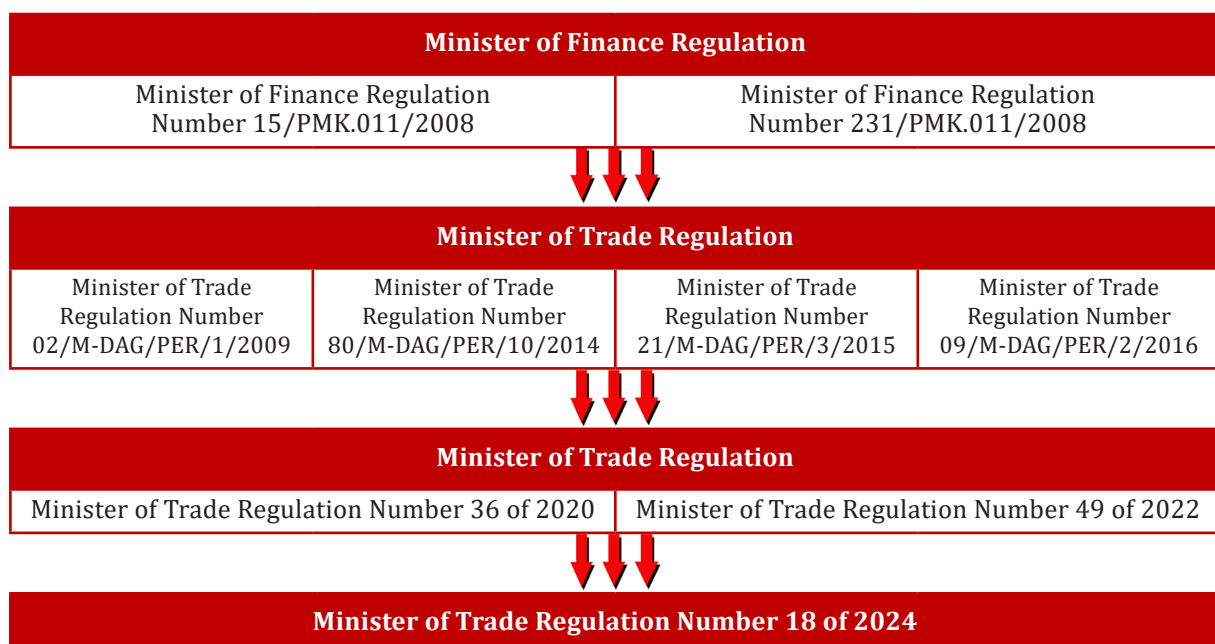 Minister of Finance Regulation
Minister of Finance Regulation
Number 15/PMK.011/2008
Minister of Finance Regulation
Number 231/PMK.011/2008
Minister of Trade Regulation
Minister of Trade
Regulation Number
02/M-DAG/PER/1/2009
Minister of Trade
Regulation Number
80/M-DAG/PER/10/2014
Minister of Trade
Regulation Number
21/M-DAG/PER/3/2015
Minister of Trade
Regulation Number
09/M-DAG/PER/2/2016
Minister of Trade Regulation
Minister of Trade Regulation Number 36 of 2020
Minister of Trade Regulation Number 49 of 2022
Minister of Trade Regulation Number 18 of 2024